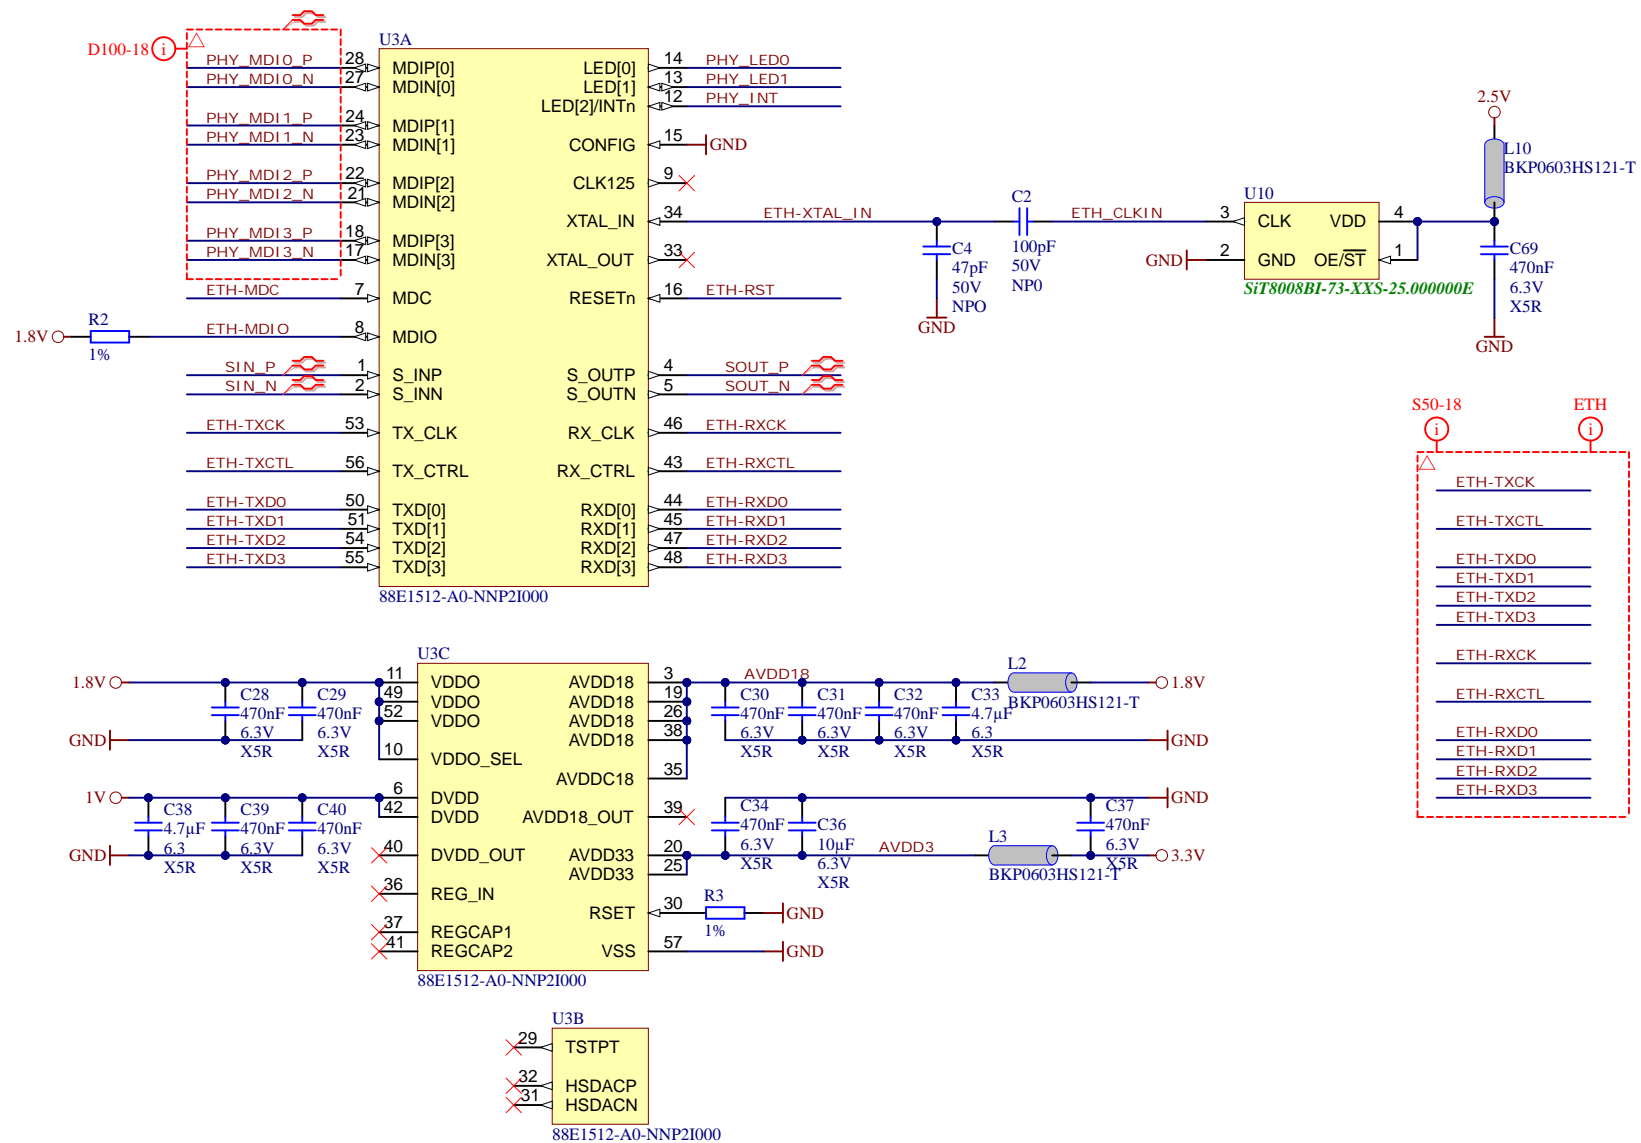 D100-18
i
U3A
PHY_MDI0_P 28 MDIP[0] LED[0] 14 PHY_LED0
PHY_MDI0_N 27 MDIN[0] LED[1] 13 PHY_LED1
LED[2]/INTn 12 PHY_INT
PHY_MDI1_P 24 MDIP[1]
PHY_MDI1_N 23 MDIN[1] CONFIG 15 GND
PHY_MDI2_P 22 MDIP[2] CLK125 9
PHY_MDI2_N 21 MDIN[2]
XTAL_IN 34 ETH-XTAL_IN
PHY_MDI3_P 18 MDIP[3]
PHY_MDI3_N 17 MDIN[3] XTAL_OUT 33
ETH-MDC 7 MDC RESETn 16 ETH-RST
1.8V R2 1% ETH-MDIO 8 MDIO
SIN_P 1 S_INP S_OUTP 4 SOUT_P
SIN_N 2 S_INN S_OUTN 5 SOUT_N
ETH-TXCK 53 TX_CLK RX_CLK 46 ETH-RXCK
ETH-TXCTL 56 TX_CTRL RX_CTRL 43 ETH-RXCTL
ETH-TXD0 50 TXD[0] RXD[0] 44 ETH-RXD0
ETH-TXD1 51 TXD[1] RXD[1] 45 ETH-RXD1
ETH-TXD2 54 TXD[2] RXD[2] 47 ETH-RXD2
ETH-TXD3 55 TXD[3] RXD[3] 48 ETH-RXD3
88E1512-A0-NNP2I000
C4
47pF
50V
NPO
GND
C2
100pF
50V
NP0
ETH_CLKIN
U10
3 CLK VDD 4
GND 2 GND OE/ST 1
SiT8008BI-73-XXS-25.000000E
2.5V
L10
BKP0603HS121-T
C69
470nF
6.3V
X5R
GND
S50-18 ETH
i i
ETH-TXCK
ETH-TXCTL
ETH-TXD0
ETH-TXD1
ETH-TXD2
ETH-TXD3
ETH-RXCK
ETH-RXCTL
ETH-RXD0
ETH-RXD1
ETH-RXD2
ETH-RXD3
U3C
1.8V 11 VDDO AVDD18 3 AVDD18
49 VDDO AVDD18 19
52 VDDO AVDD18 26
AVDD18 38
10 VDDO_SEL
AVDDC18 35
1V 6 DVDD
42 DVDD AVDD18_OUT 39
40 DVDD_OUT AVDD33 20 AVDD3
AVDD33 25
36 REG_IN
RSET 30 R3 1% GND
37 REGCAP1
41 REGCAP2 VSS 57 GND
88E1512-A0-NNP2I000
C28
470nF
6.3V
X5R
C29
470nF
6.3V
X5R
GND
C38
4.7µF
6.3
X5R
C39
470nF
6.3V
X5R
C40
470nF
6.3V
X5R
GND
C30
470nF
6.3V
X5R
C31
470nF
6.3V
X5R
C32
470nF
6.3V
X5R
C33
4.7µF
6.3
X5R
L2
BKP0603HS121-T
1.8V
GND
C34
470nF
6.3V
X5R
C36
10µF
6.3V
X5R
L3
BKP0603HS121-T
C37
470nF
6.3V
X5R
GND
3.3V
U3B
29 TSTPT
32 HSDACP
31 HSDACN
88E1512-A0-NNP2I000